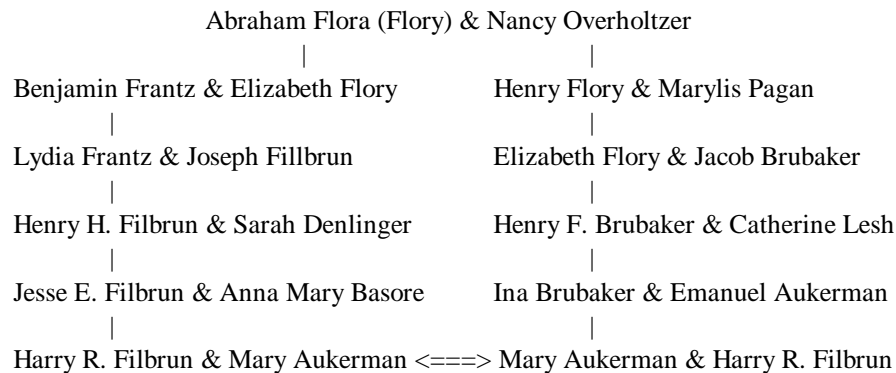 Abraham Flora (Flory) & Nancy Overholtzer
| |
Benjamin Frantz & Elizabeth Flory Henry Flory & Marylis Pagan
| |
Lydia Frantz & Joseph Fillbrun Elizabeth Flory & Jacob Brubaker
| |
Henry H. Filbrun & Sarah Denlinger Henry F. Brubaker & Catherine Lesh
| |
Jesse E. Filbrun & Anna Mary Basore Ina Brubaker & Emanuel Aukerman
| |
Harry R. Filbrun & Mary Aukerman <===> Mary Aukerman & Harry R. Filbrun